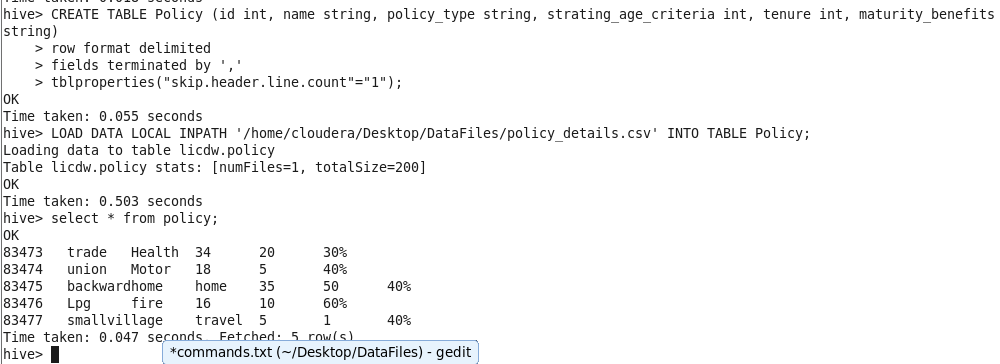 Time taken: 0.018 seconds
hive> CREATE TABLE Policy (id int, name string, policy_type string, strating_age_criteria int, tenure int, maturity_benefits
string)
    > row format delimited
    > fields terminated by ','
    > tblproperties("skip.header.line.count"="1");
OK
Time taken: 0.055 seconds
hive> LOAD DATA LOCAL INPATH '/home/cloudera/Desktop/DataFiles/policy_details.csv' INTO TABLE Policy;
Loading data to table licdw.policy
Table licdw.policy stats: [numFiles=1, totalSize=200]
OK
Time taken: 0.503 seconds
hive> select * from policy;
OK
83473   trade   Health  34      20      30%
83474   union   Motor   18      5       40%
83475   backwardhome    home    35      50      40%
83476   Lpg     fire    16      10      60%
83477   smallvillage    travel  5       1       40%
Time taken: 0.047 seconds, Fetched: 5 row(s)
hive>
*commands.txt (~/Desktop/DataFiles) - gedit